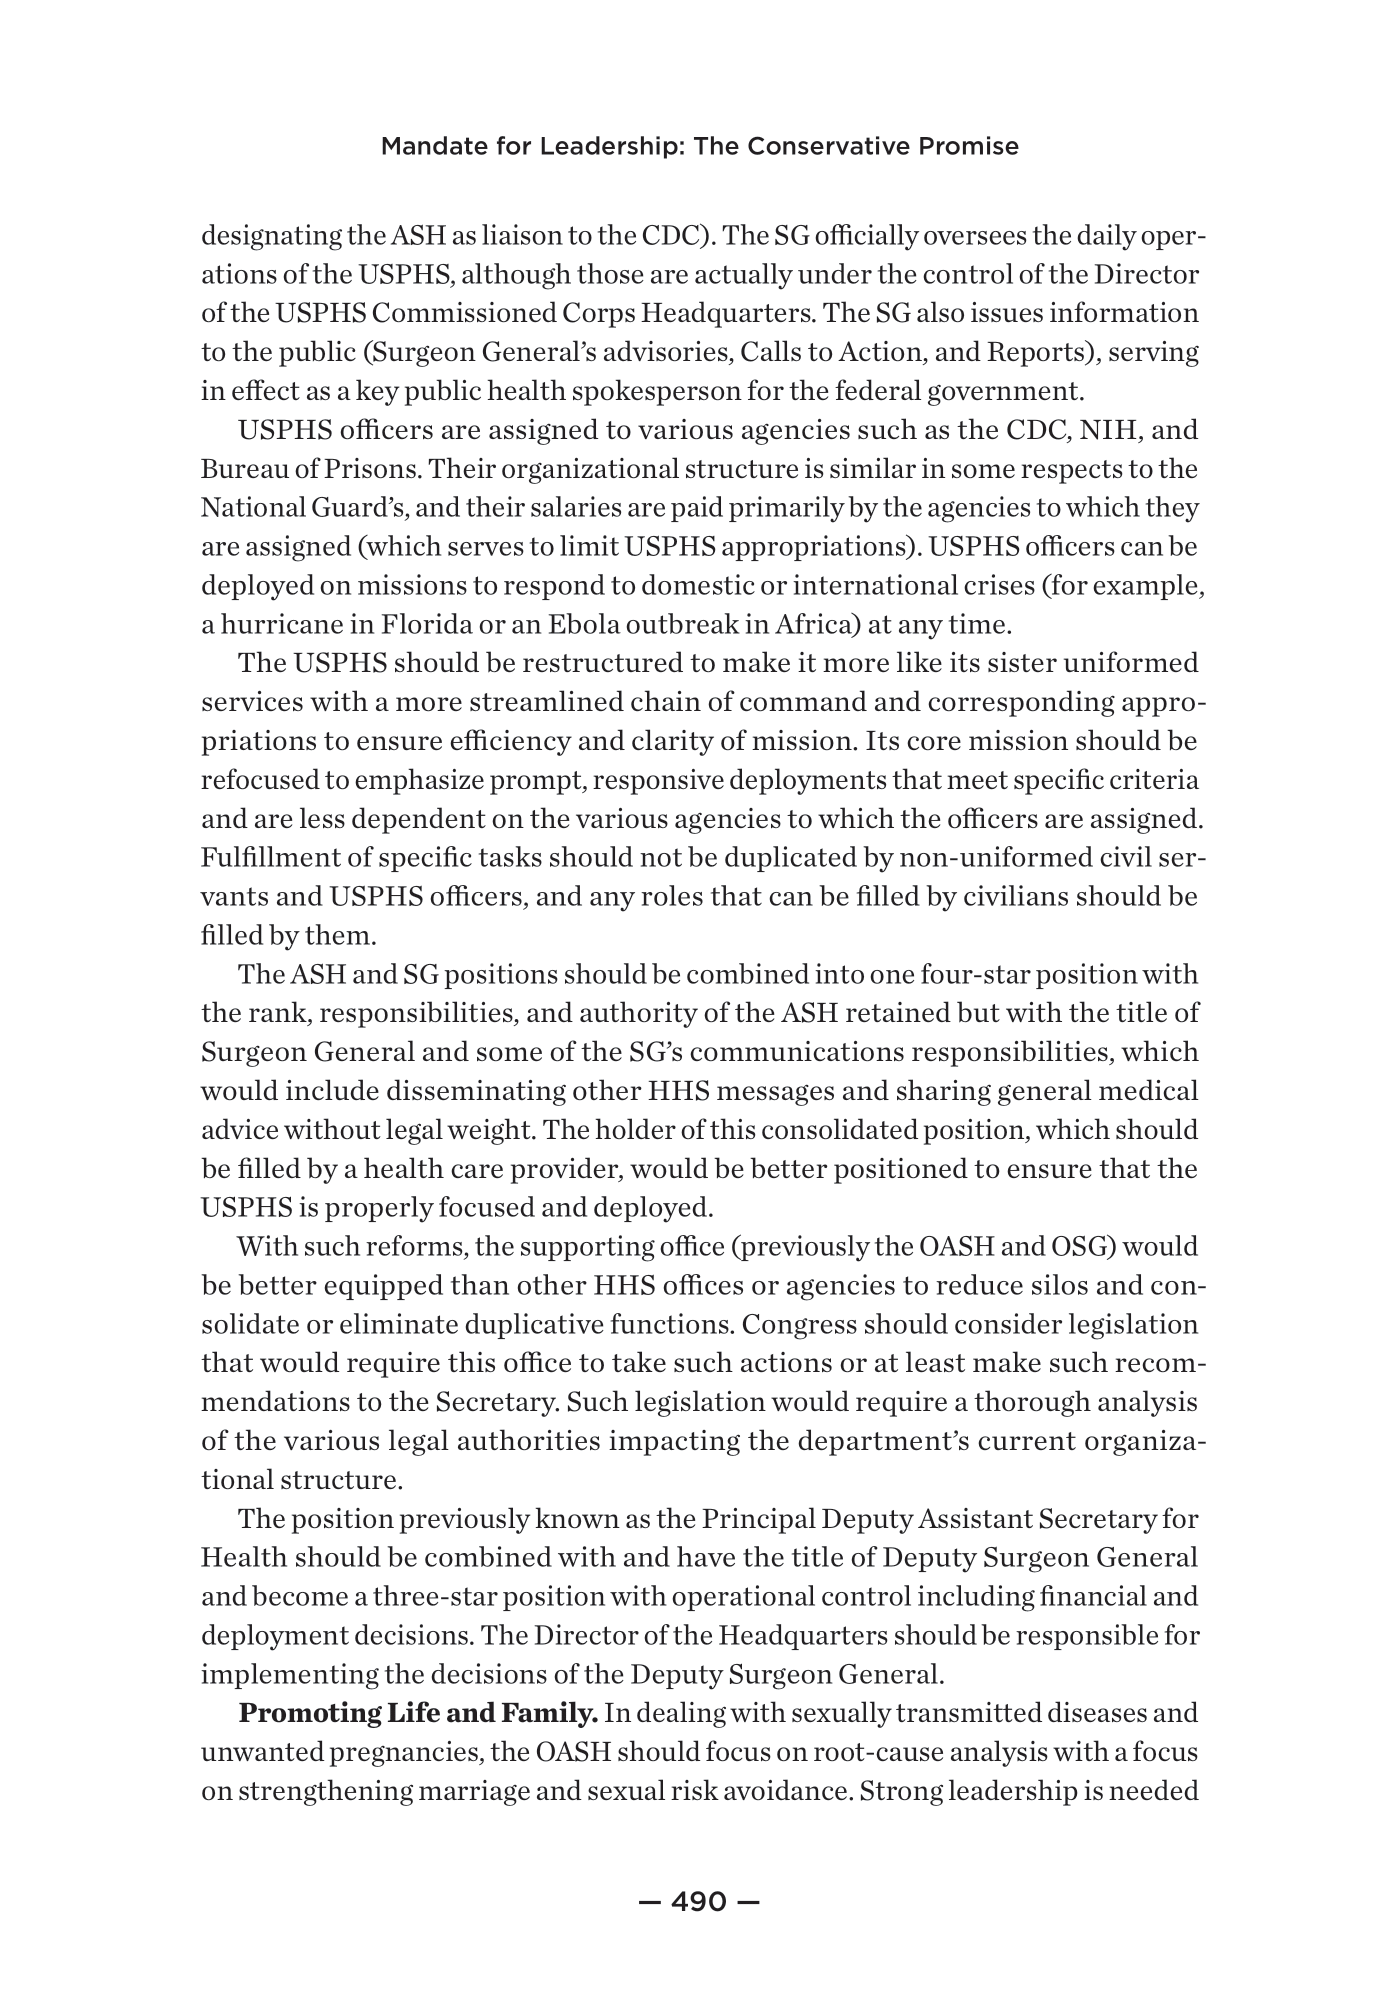 Mandate for Leadership: The Conservative Promise
designating the ASH as liaison to the CDC). The SG officially oversees the daily oper-
ations of the USPHS, although those are actually under the control of the Director
of the USPHS Commissioned Corps Headquarters. The SG also issues information
to the public (Surgeon General’s advisories, Calls to Action, and Reports), serving
in effect as a key public health spokesperson for the federal government.
USPHS officers are assigned to various agencies such as the CDC, NIH, and
Bureau of Prisons. Their organizational structure is similar in some respects to the
National Guard’s, and their salaries are paid primarily by the agencies to which they
are assigned (which serves to limit USPHS appropriations). USPHS officers can be
deployed on missions to respond to domestic or international crises (for example,
a hurricane in Florida or an Ebola outbreak in Africa) at any time.
The USPHS should be restructured to make it more like its sister uniformed
services with a more streamlined chain of command and corresponding appro-
priations to ensure efficiency and clarity of mission. Its core mission should be
refocused to emphasize prompt, responsive deployments that meet specific criteria
and are less dependent on the various agencies to which the officers are assigned.
Fulfillment of specific tasks should not be duplicated by non-uniformed civil ser-
vants and USPHS officers, and any roles that can be filled by civilians should be
filled by them.
The ASH and SG positions should be combined into one four-star position with
the rank, responsibilities, and authority of the ASH retained but with the title of
Surgeon General and some of the SG’s communications responsibilities, which
would include disseminating other HHS messages and sharing general medical
advice without legal weight. The holder of this consolidated position, which should
be filled by a health care provider, would be better positioned to ensure that the
USPHS is properly focused and deployed.
With such reforms, the supporting office (previously the OASH and OSG) would
be better equipped than other HHS offices or agencies to reduce silos and con-
solidate or eliminate duplicative functions. Congress should consider legislation
that would require this office to take such actions or at least make such recom-
mendations to the Secretary. Such legislation would require a thorough analysis
of the various legal authorities impacting the department’s current organiza-
tional structure.
The position previously known as the Principal Deputy Assistant Secretary for
Health should be combined with and have the title of Deputy Surgeon General
and become a three-star position with operational control including financial and
deployment decisions. The Director of the Headquarters should be responsible for
implementing the decisions of the Deputy Surgeon General.
Promoting Life and Family. In dealing with sexually transmitted diseases and
unwanted pregnancies, the OASH should focus on root-cause analysis with a focus
on strengthening marriage and sexual risk avoidance. Strong leadership is needed
— 490 —